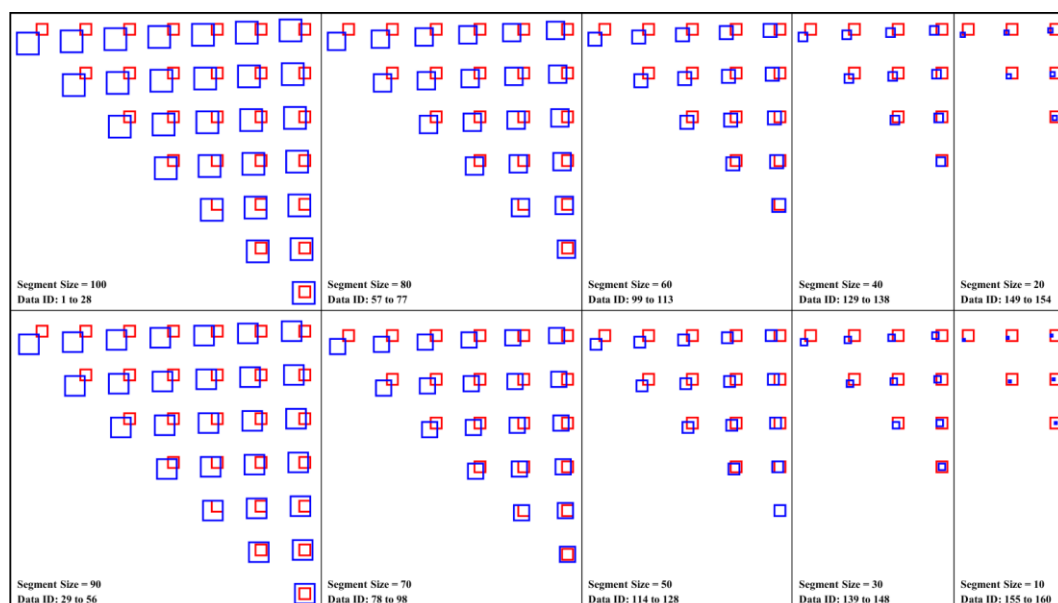 Segment Size = 100
Data ID: 1 to 28
Segment Size = 80
Data ID: 57 to 77
Segment Size = 60
Data ID: 99 to 113
Segment Size = 40
Data ID: 129 to 138
Segment Size = 20
Data ID: 149 to 154
Segment Size = 90
Data ID: 29 to 56
Segment Size = 70
Data ID: 78 to 98
Segment Size = 50
Data ID: 114 to 128
Segment Size = 30
Data ID: 139 to 148
Segment Size = 10
Data ID: 155 to 160